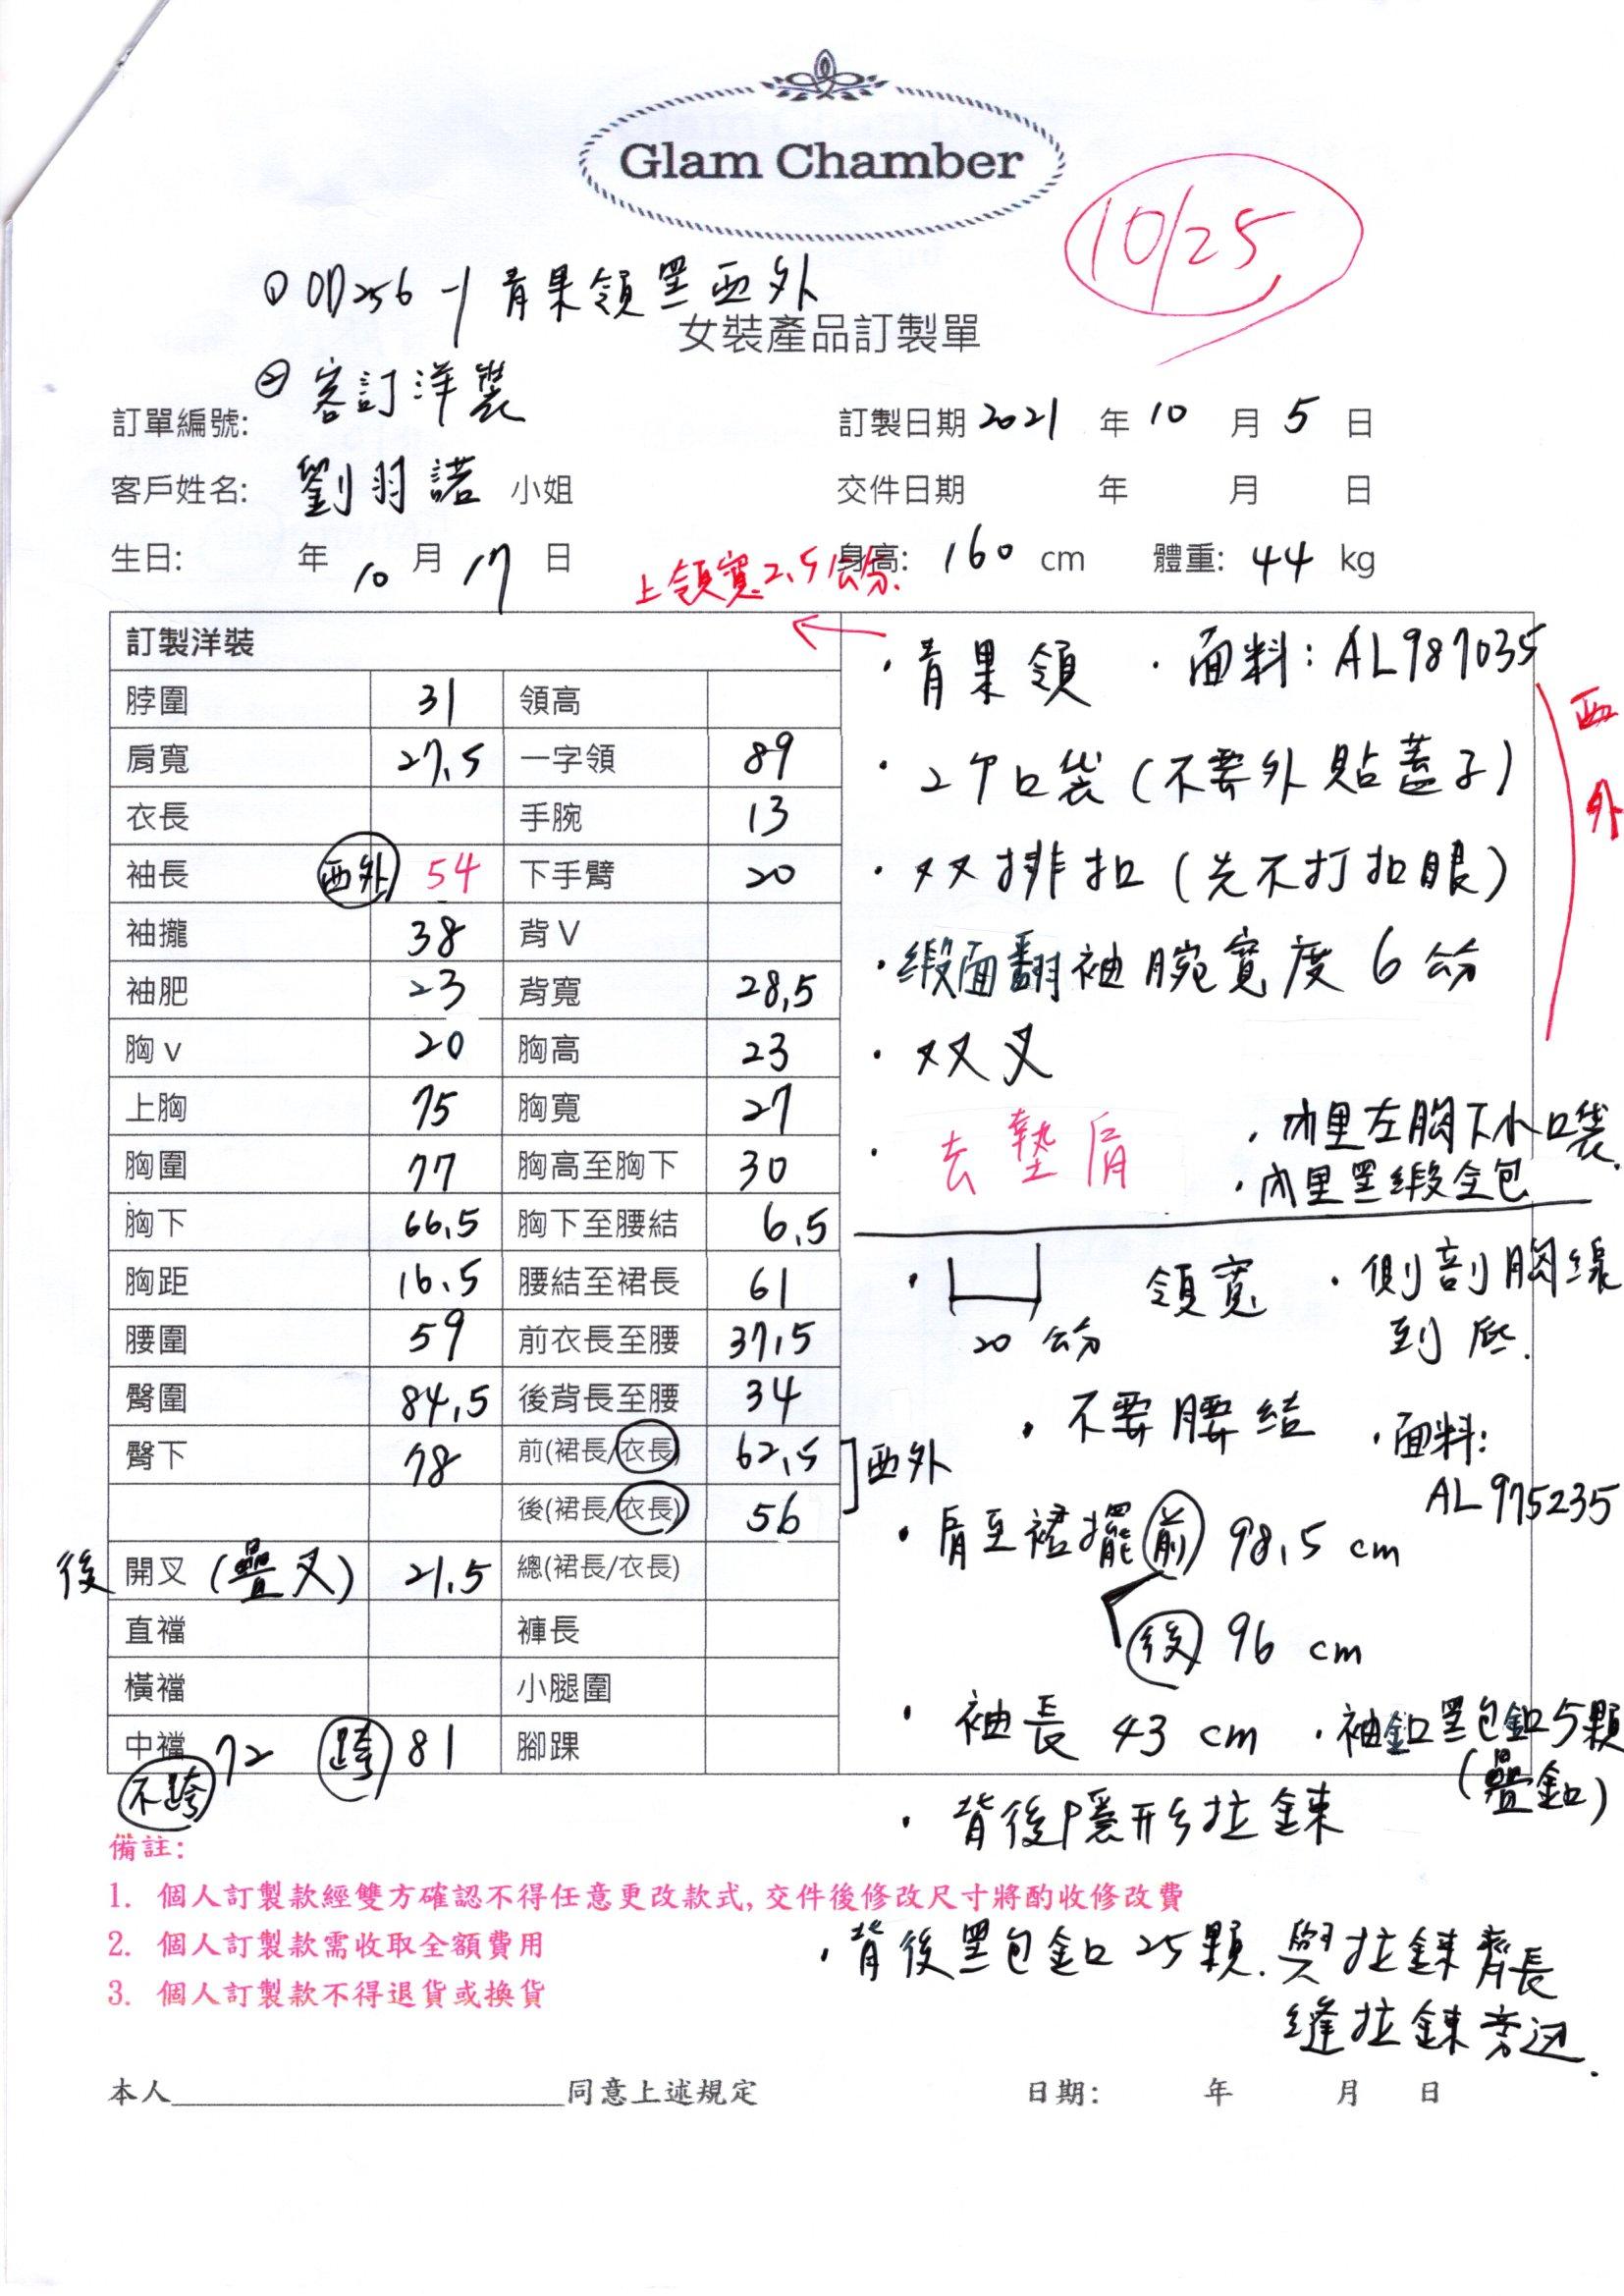 Glam Chamber
10/25
① OD256-1 青果領黑西外
女裝產品訂製單
② 客訂洋裝
訂單編號: 訂製日期 2021 年 10 月 5 日
客戶姓名: 劉羽諾 小姐 交件日期 年 月 日
生日: 年 10 月 17 日 身高: 160 cm 體重: 44 kg
上領寬2.5公分.
訂製洋裝
脖圍 31 領高
肩寬 27.5 一字領 89
衣長 手腕 13
袖長 西外 54 下手臂 20
袖攏 38 背V
袖肥 23 背寬 28.5
胸v 20 胸高 23
上胸 75 胸寬 27
胸圍 77 胸高至胸下 30
胸下 66.5 胸下至腰結 6.5
胸距 16.5 腰結至裙長 61
腰圍 59 前衣長至腰 37.5
臀圍 84.5 後背長至腰 34
臀下 78 前(裙長/衣長) 62.5
後(裙長/衣長) 56
西外
後 開叉 (疊叉) 21.5 總(裙長/衣長)
直襠 褲長
橫襠 小腿圍
中襠 72 跨 81 腳踝
不跨
·青果領 ·面料: AL987035
西外
·2个口袋(不要外貼蓋子)
·双排扣(先不打扣眼)
·緞面翻袖腕寬度6公分
·双叉
·去墊肩 ·內里左胸下小口袋.
·內里黑緞全包
· 20公分 領寬 ·側剖胸線到底.
·不要腰結 ·面料: AL975235
·肩至裙擺 前 98.5 cm
後 96 cm
·袖長 43 cm ·袖釦黑包釦5顆
(疊釦)
·背後隱形拉鍊
備註:
1. 個人訂製款經雙方確認不得任意更改款式,交件後修改尺寸將酌收修改費
2. 個人訂製款需收取全額費用
3. 個人訂製款不得退貨或換貨
·背後黑包釦25顆.與拉鍊齊長
縫拉鍊旁边.
本人 同意上述規定 日期: 年 月 日